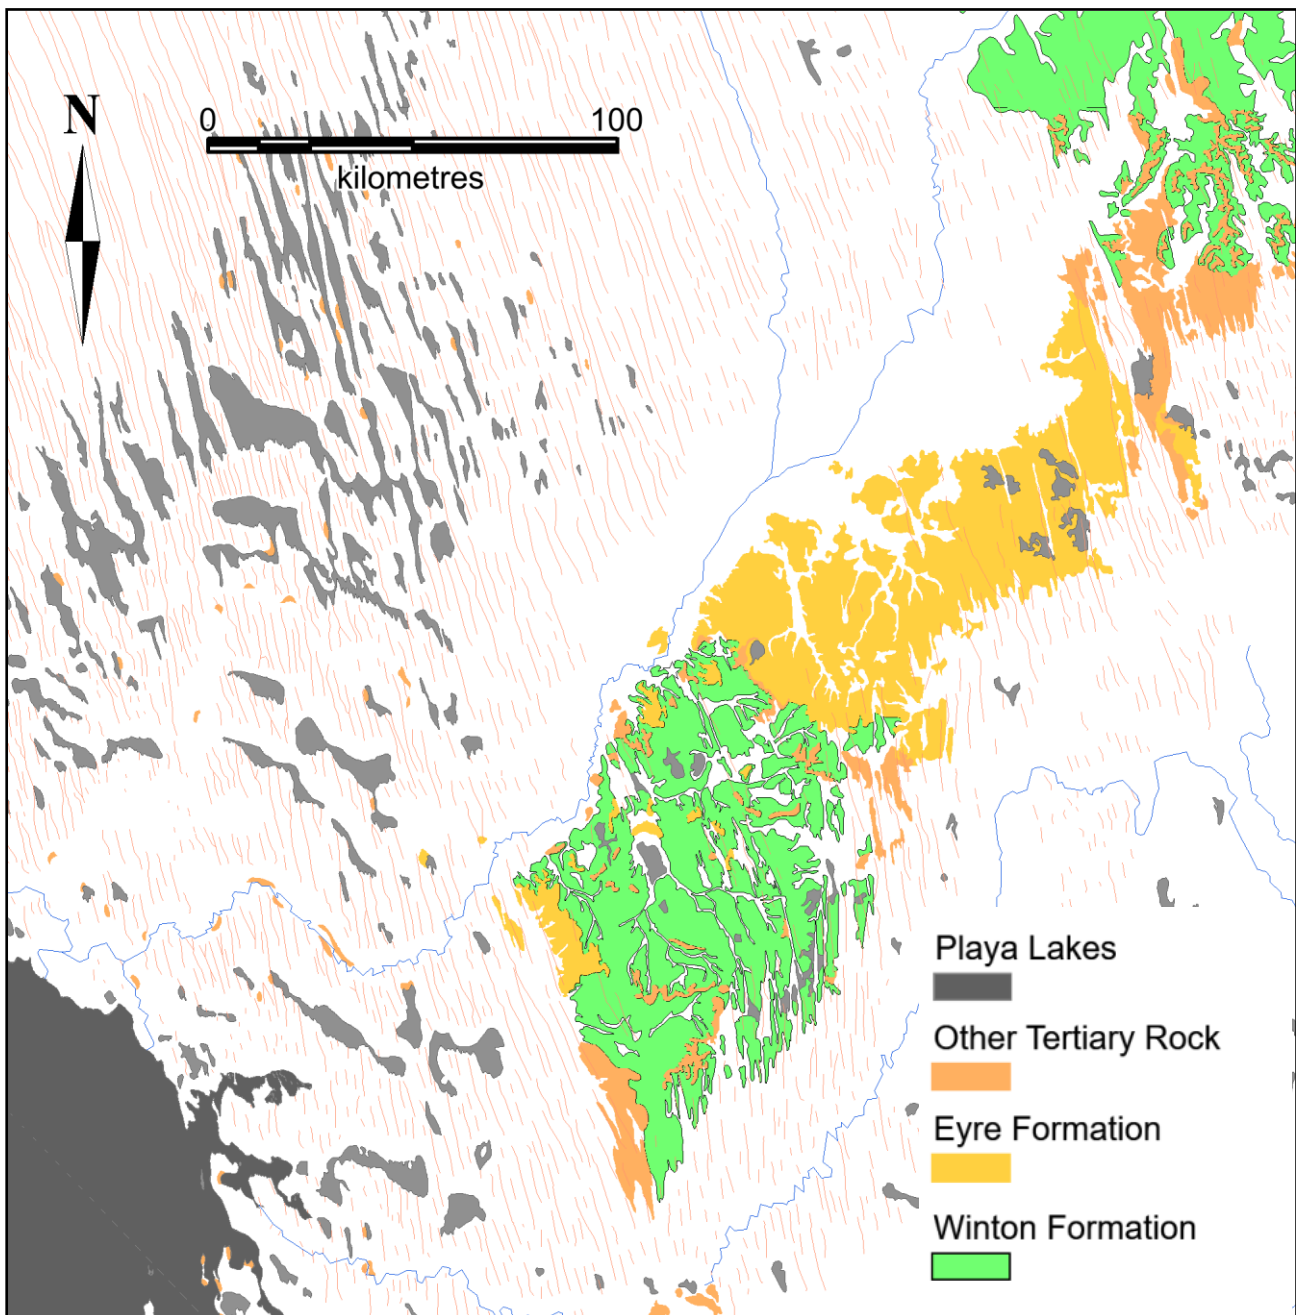 N
0 100
kilometres
Playa Lakes
Other Tertiary Rock
Eyre Formation
Winton Formation